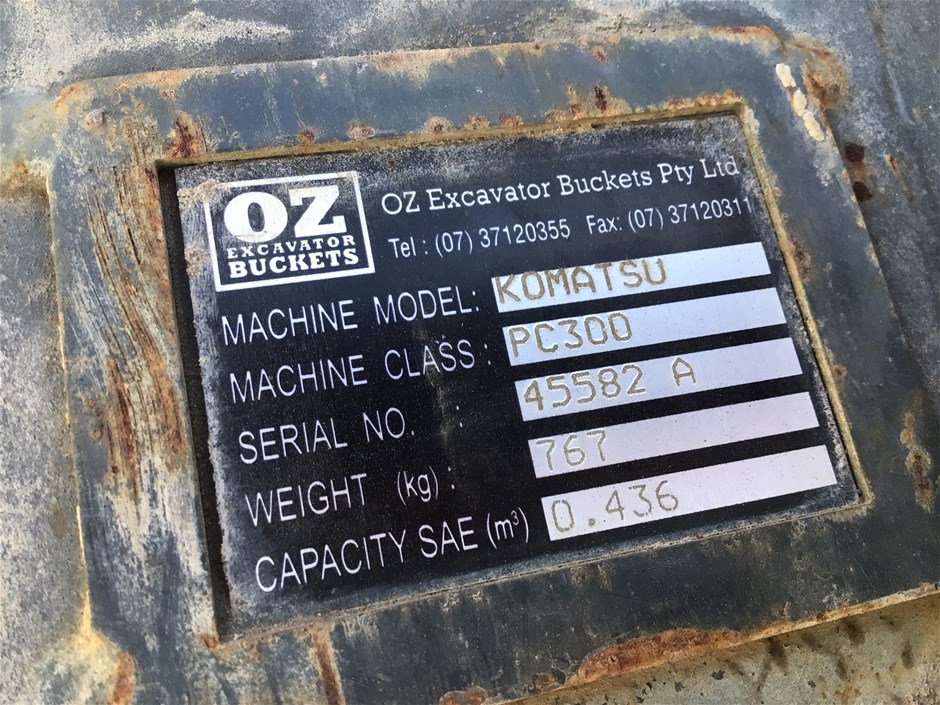 OZ
EXCAVATOR
BUCKETS
OZ Excavator Buckets Pty Ltd
Tel : (07) 37120355 Fax: (07) 37120311
MACHINE MODEL: KOMATSU
MACHINE CLASS : PC300
SERIAL NO. 45582 A
WEIGHT (kg) : 767
CAPACITY SAE (m³) 0.436